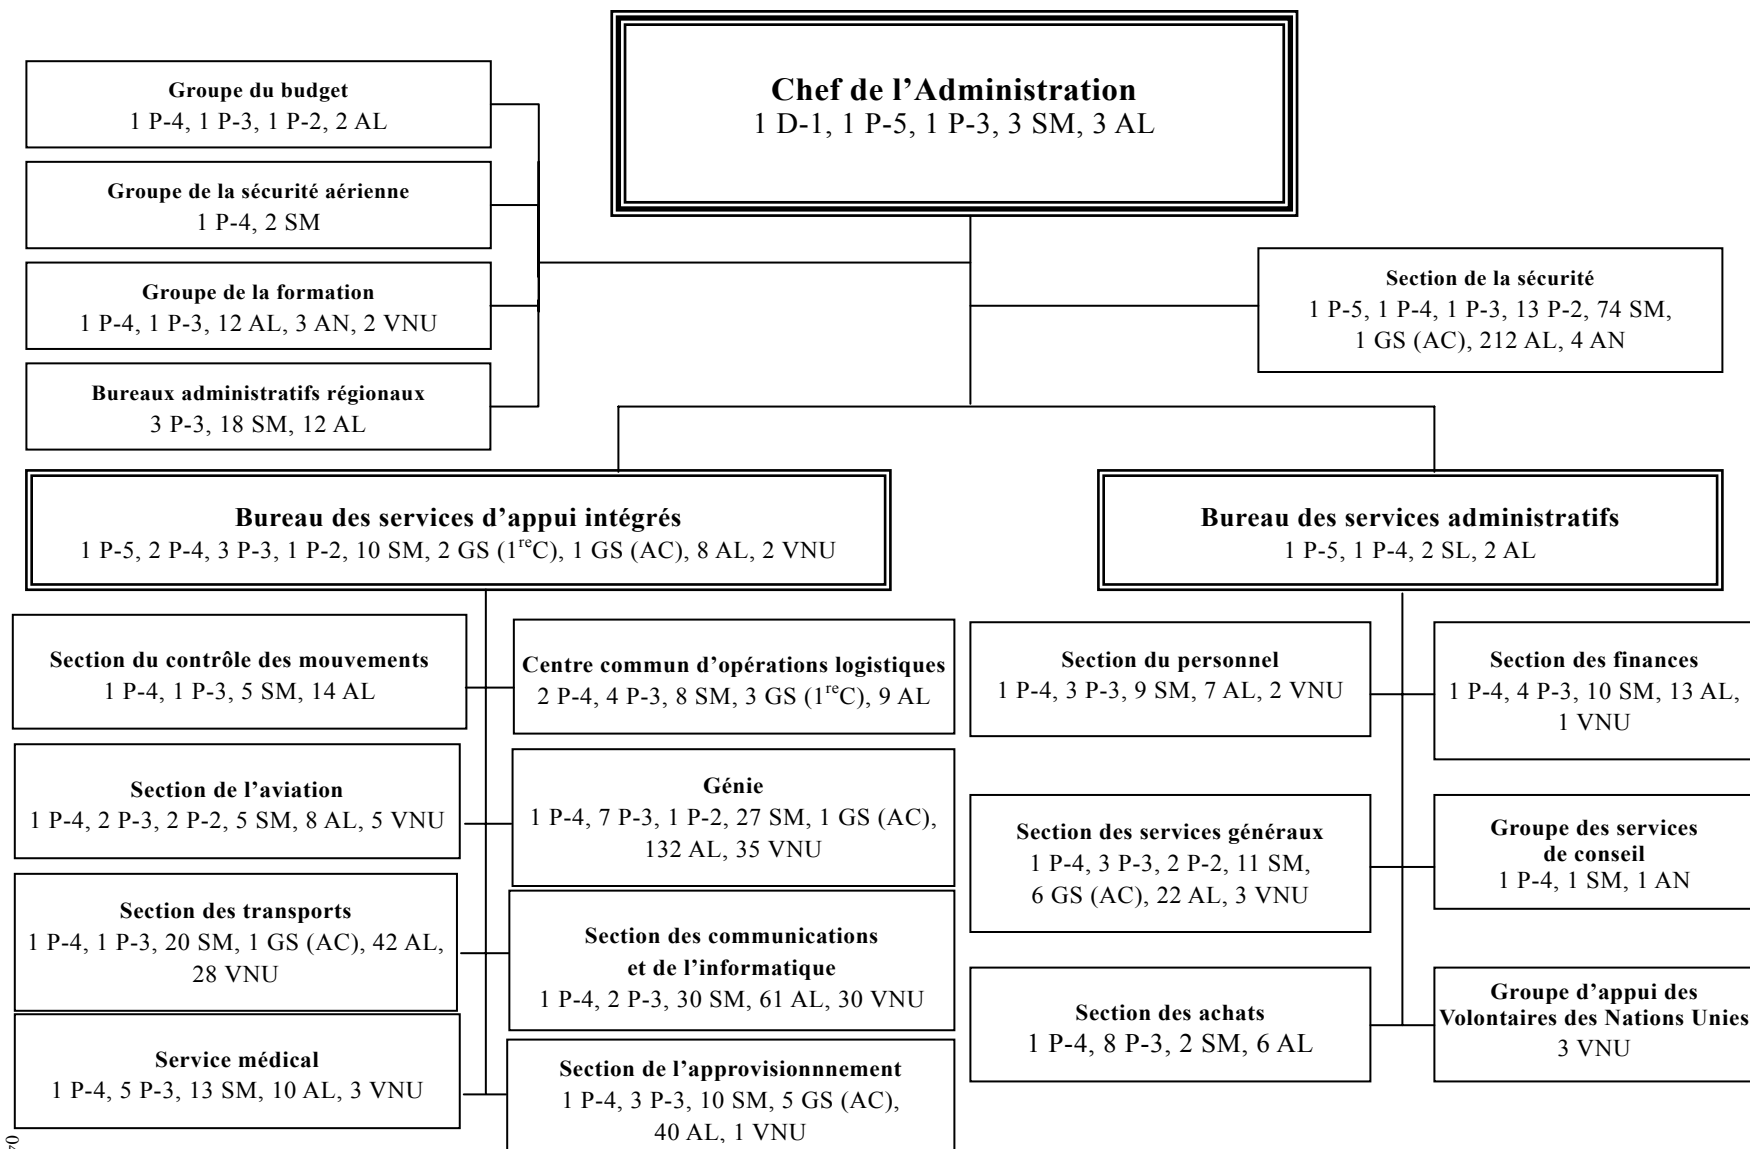 Chef de l’Administration
1 D-1, 1 P-5, 1 P-3, 3 SM, 3 AL
Groupe du budget
1 P-4, 1 P-3, 1 P-2, 2 AL
Groupe de la sécurité aérienne
1 P-4, 2 SM
Groupe de la formation
1 P-4, 1 P-3, 12 AL, 3 AN, 2 VNU
Bureaux administratifs régionaux
3 P-3, 18 SM, 12 AL
Section de la sécurité
1 P-5, 1 P-4, 1 P-3, 13 P-2, 74 SM,
1 GS (AC), 212 AL, 4 AN
Bureau des services d’appui intégrés
1 P-5, 2 P-4, 3 P-3, 1 P-2, 10 SM, 2 GS (1reC), 1 GS (AC), 8 AL, 2 VNU
Bureau des services administratifs
1 P-5, 1 P-4, 2 SL, 2 AL
Section du contrôle des mouvements
1 P-4, 1 P-3, 5 SM, 14 AL
Centre commun d’opérations logistiques
2 P-4, 4 P-3, 8 SM, 3 GS (1reC), 9 AL
Section de l’aviation
1 P-4, 2 P-3, 2 P-2, 5 SM, 8 AL, 5 VNU
Génie
1 P-4, 7 P-3, 1 P-2, 27 SM, 1 GS (AC),
132 AL, 35 VNU
Section des transports
1 P-4, 1 P-3, 20 SM, 1 GS (AC), 42 AL,
28 VNU
Section des communications
et de l’informatique
1 P-4, 2 P-3, 30 SM, 61 AL, 30 VNU
Service médical
1 P-4, 5 P-3, 13 SM, 10 AL, 3 VNU
Section de l’approvisionnnement
1 P-4, 3 P-3, 10 SM, 5 GS (AC),
40 AL, 1 VNU
Section du personnel
1 P-4, 3 P-3, 9 SM, 7 AL, 2 VNU
Section des finances
1 P-4, 4 P-3, 10 SM, 13 AL,
1 VNU
Section des services généraux
1 P-4, 3 P-3, 2 P-2, 11 SM,
6 GS (AC), 22 AL, 3 VNU
Groupe des services
de conseil
1 P-4, 1 SM, 1 AN
Section des achats
1 P-4, 8 P-3, 2 SM, 6 AL
Groupe d’appui des
Volontaires des Nations Unies
3 VNU